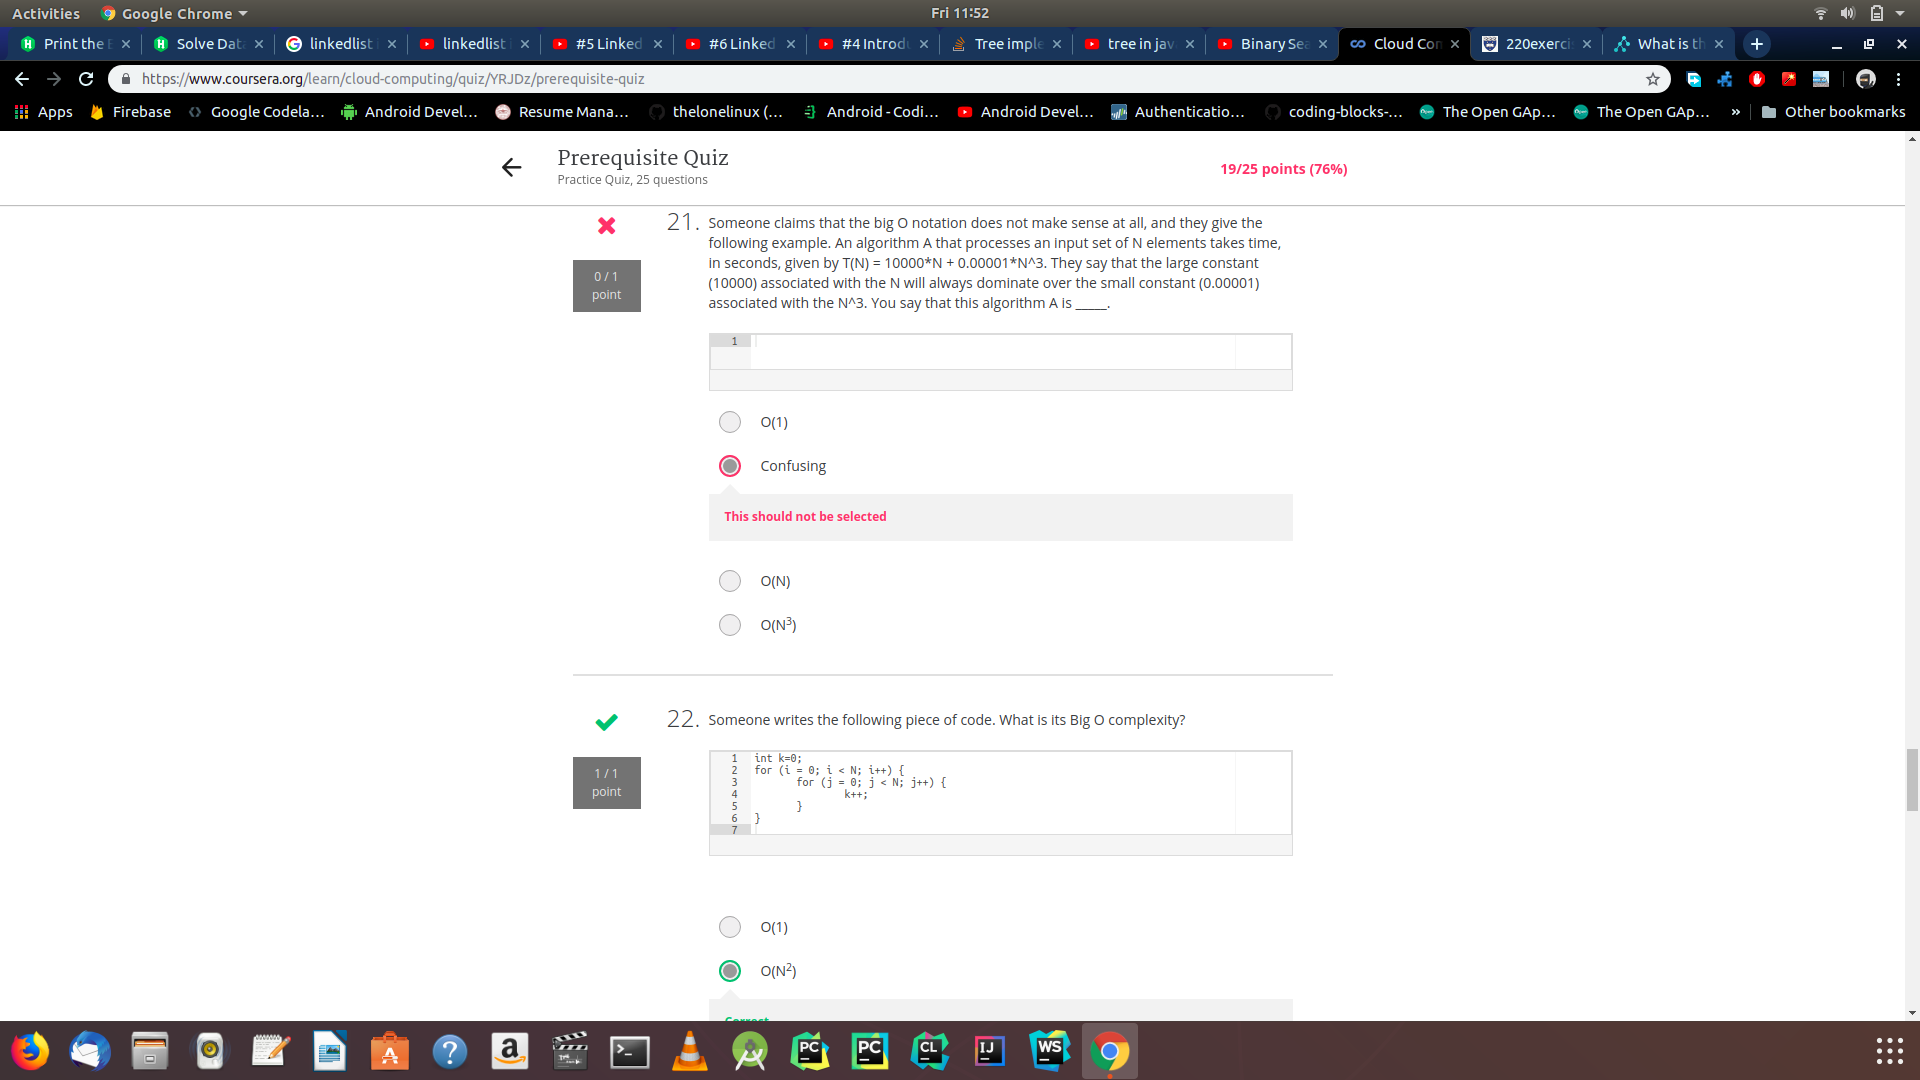 Activities
Google Chrome
Fri 11:52
Print the E
Solve Dat
linkedlist
linkedlist
#5 Linked
#6 Linked
#4 Introdu
Tree imple
tree in jav
Binary Sea
Cloud Con
220exerci
What is th
https://www.coursera.org/learn/cloud-computing/quiz/YRJDz/prerequisite-quiz
Apps
Firebase
Google Codela...
Android Devel...
Resume Mana...
thelonelinux (...
Android - Codi...
Android Devel...
Authenticatio...
coding-blocks-...
The Open GAp...
The Open GAp...
»
Other bookmarks
Prerequisite Quiz
Practice Quiz, 25 questions
19/25 points (76%)
21.
Someone claims that the big O notation does not make sense at all, and they give the
following example. An algorithm A that processes an input set of N elements takes time,
in seconds, given by T(N) = 10000*N + 0.00001*N^3. They say that the large constant
(10000) associated with the N will always dominate over the small constant (0.00001)
associated with the N^3. You say that this algorithm A is _____.
0 / 1
point
1
O(1)
Confusing
This should not be selected
O(N)
O(N³)
22.
Someone writes the following piece of code. What is its Big O complexity?
1 / 1
point
1 int k=0;
2 for (i = 0; i < N; i++) {
3 for (j = 0; j < N; j++) {
4 k++;
5 }
6 }
7
O(1)
O(N²)
Correct
PC
PC
CL
IJ
WS